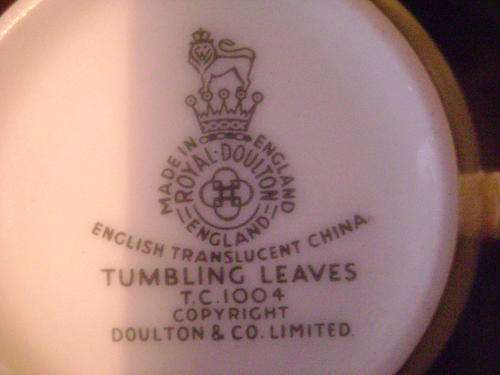 MADE IN ENGLAND
ROYAL·DOULTON
ENGLAND
ENGLISH TRANSLUCENT CHINA
TUMBLING LEAVES
T.C.1004
COPYRIGHT
DOULTON & CO. LIMITED.